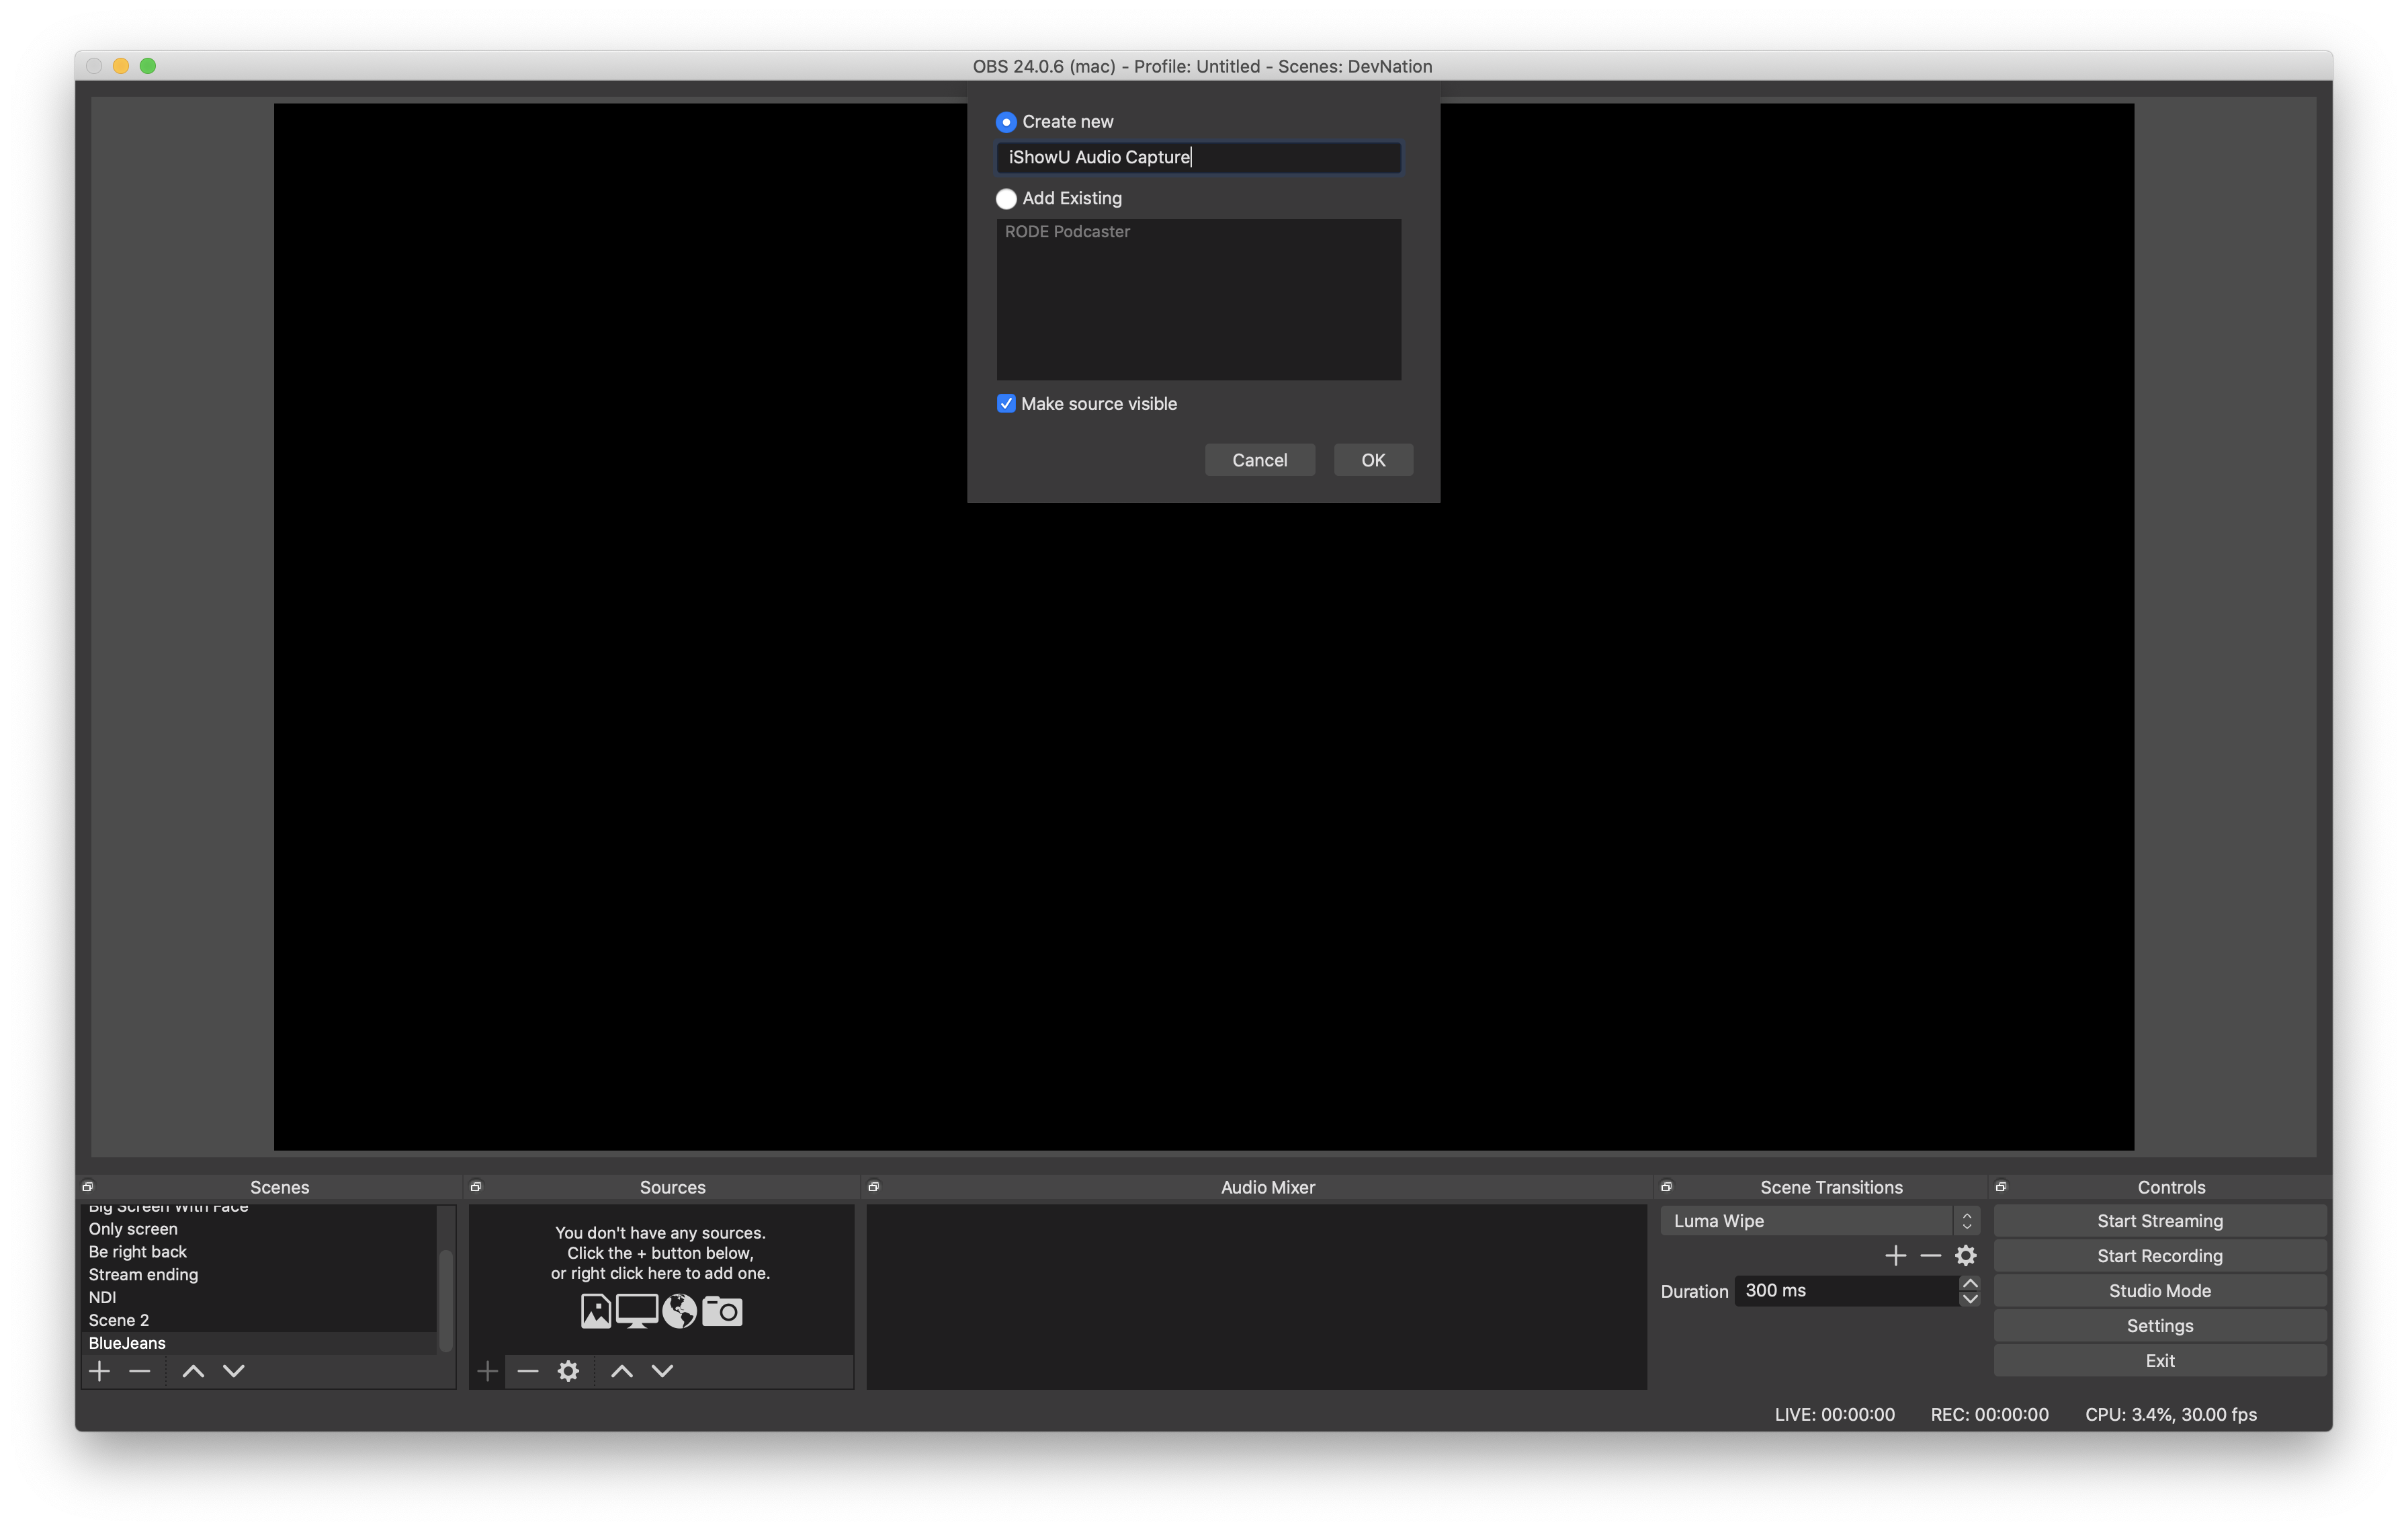 OBS 24.0.6 (mac) - Profile: Untitled - Scenes: DevNation
Create new
iShowU Audio Capture
Add Existing
RODE Podcaster
Make source visible
Cancel
OK
Scenes
Big Screen With Face
Only screen
Be right back
Stream ending
NDI
Scene 2
BlueJeans
Sources
You don't have any sources.
Click the + button below,
or right click here to add one.
Audio Mixer
Scene Transitions
Luma Wipe
Duration
300 ms
Controls
Start Streaming
Start Recording
Studio Mode
Settings
Exit
LIVE: 00:00:00
REC: 00:00:00
CPU: 3.4%, 30.00 fps